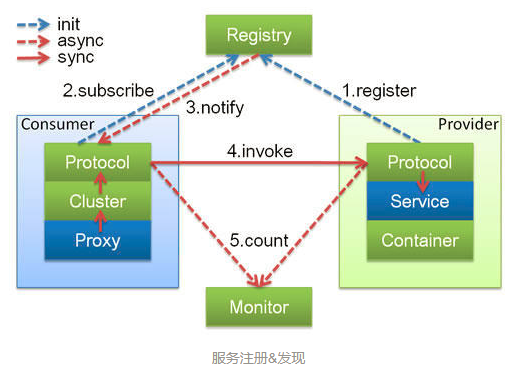 init
async
sync
Registry
2.subscribe
3.notify
1.register
Consumer
Provider
Protocol
Cluster
Proxy
4.invoke
Protocol
Service
Container
5.count
Monitor
服务注册&发现